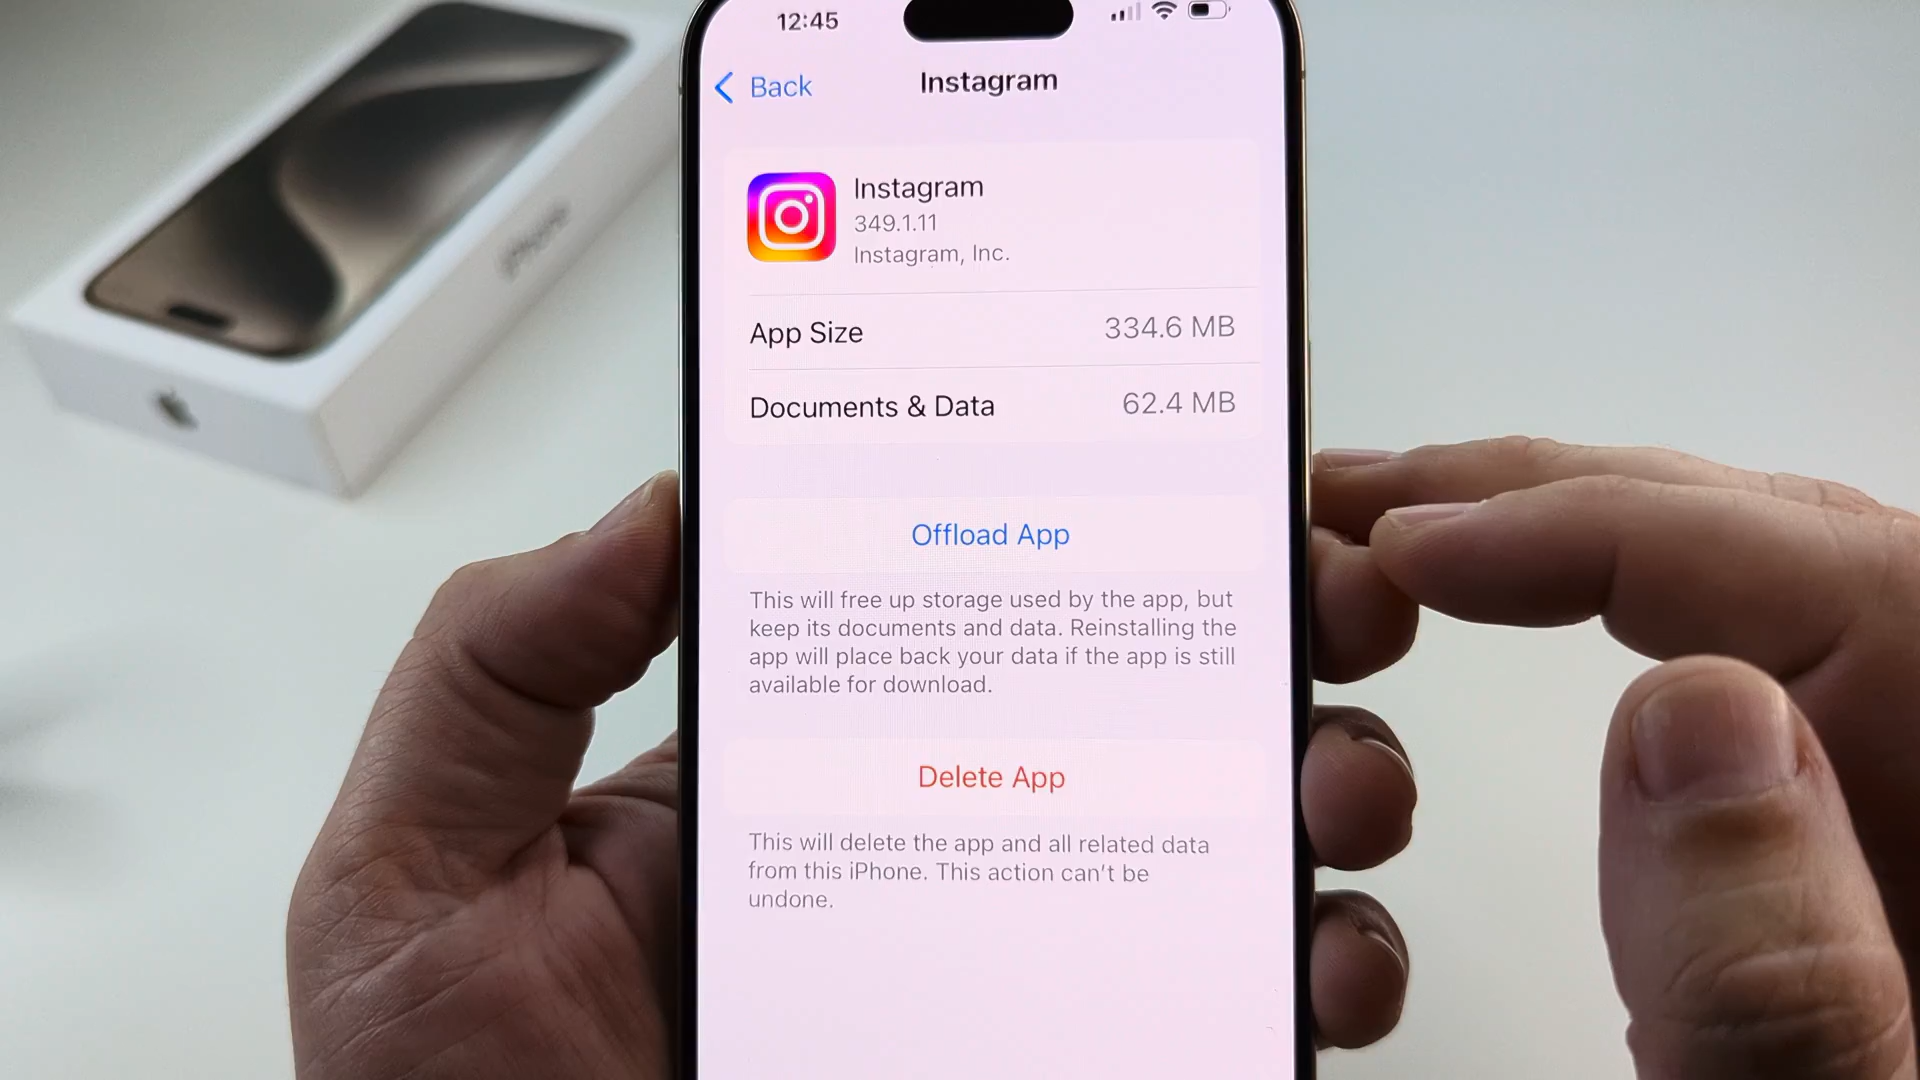 12:45
Back
Instagram
Instagram
349.1.11
Instagram, Inc.
App Size 334.6 MB
Documents & Data 62.4 MB
Offload App
This will free up storage used by the app, but
keep its documents and data. Reinstalling the
app will place back your data if the app is still
available for download.
Delete App
This will delete the app and all related data
from this iPhone. This action can't be
undone.
iPhone